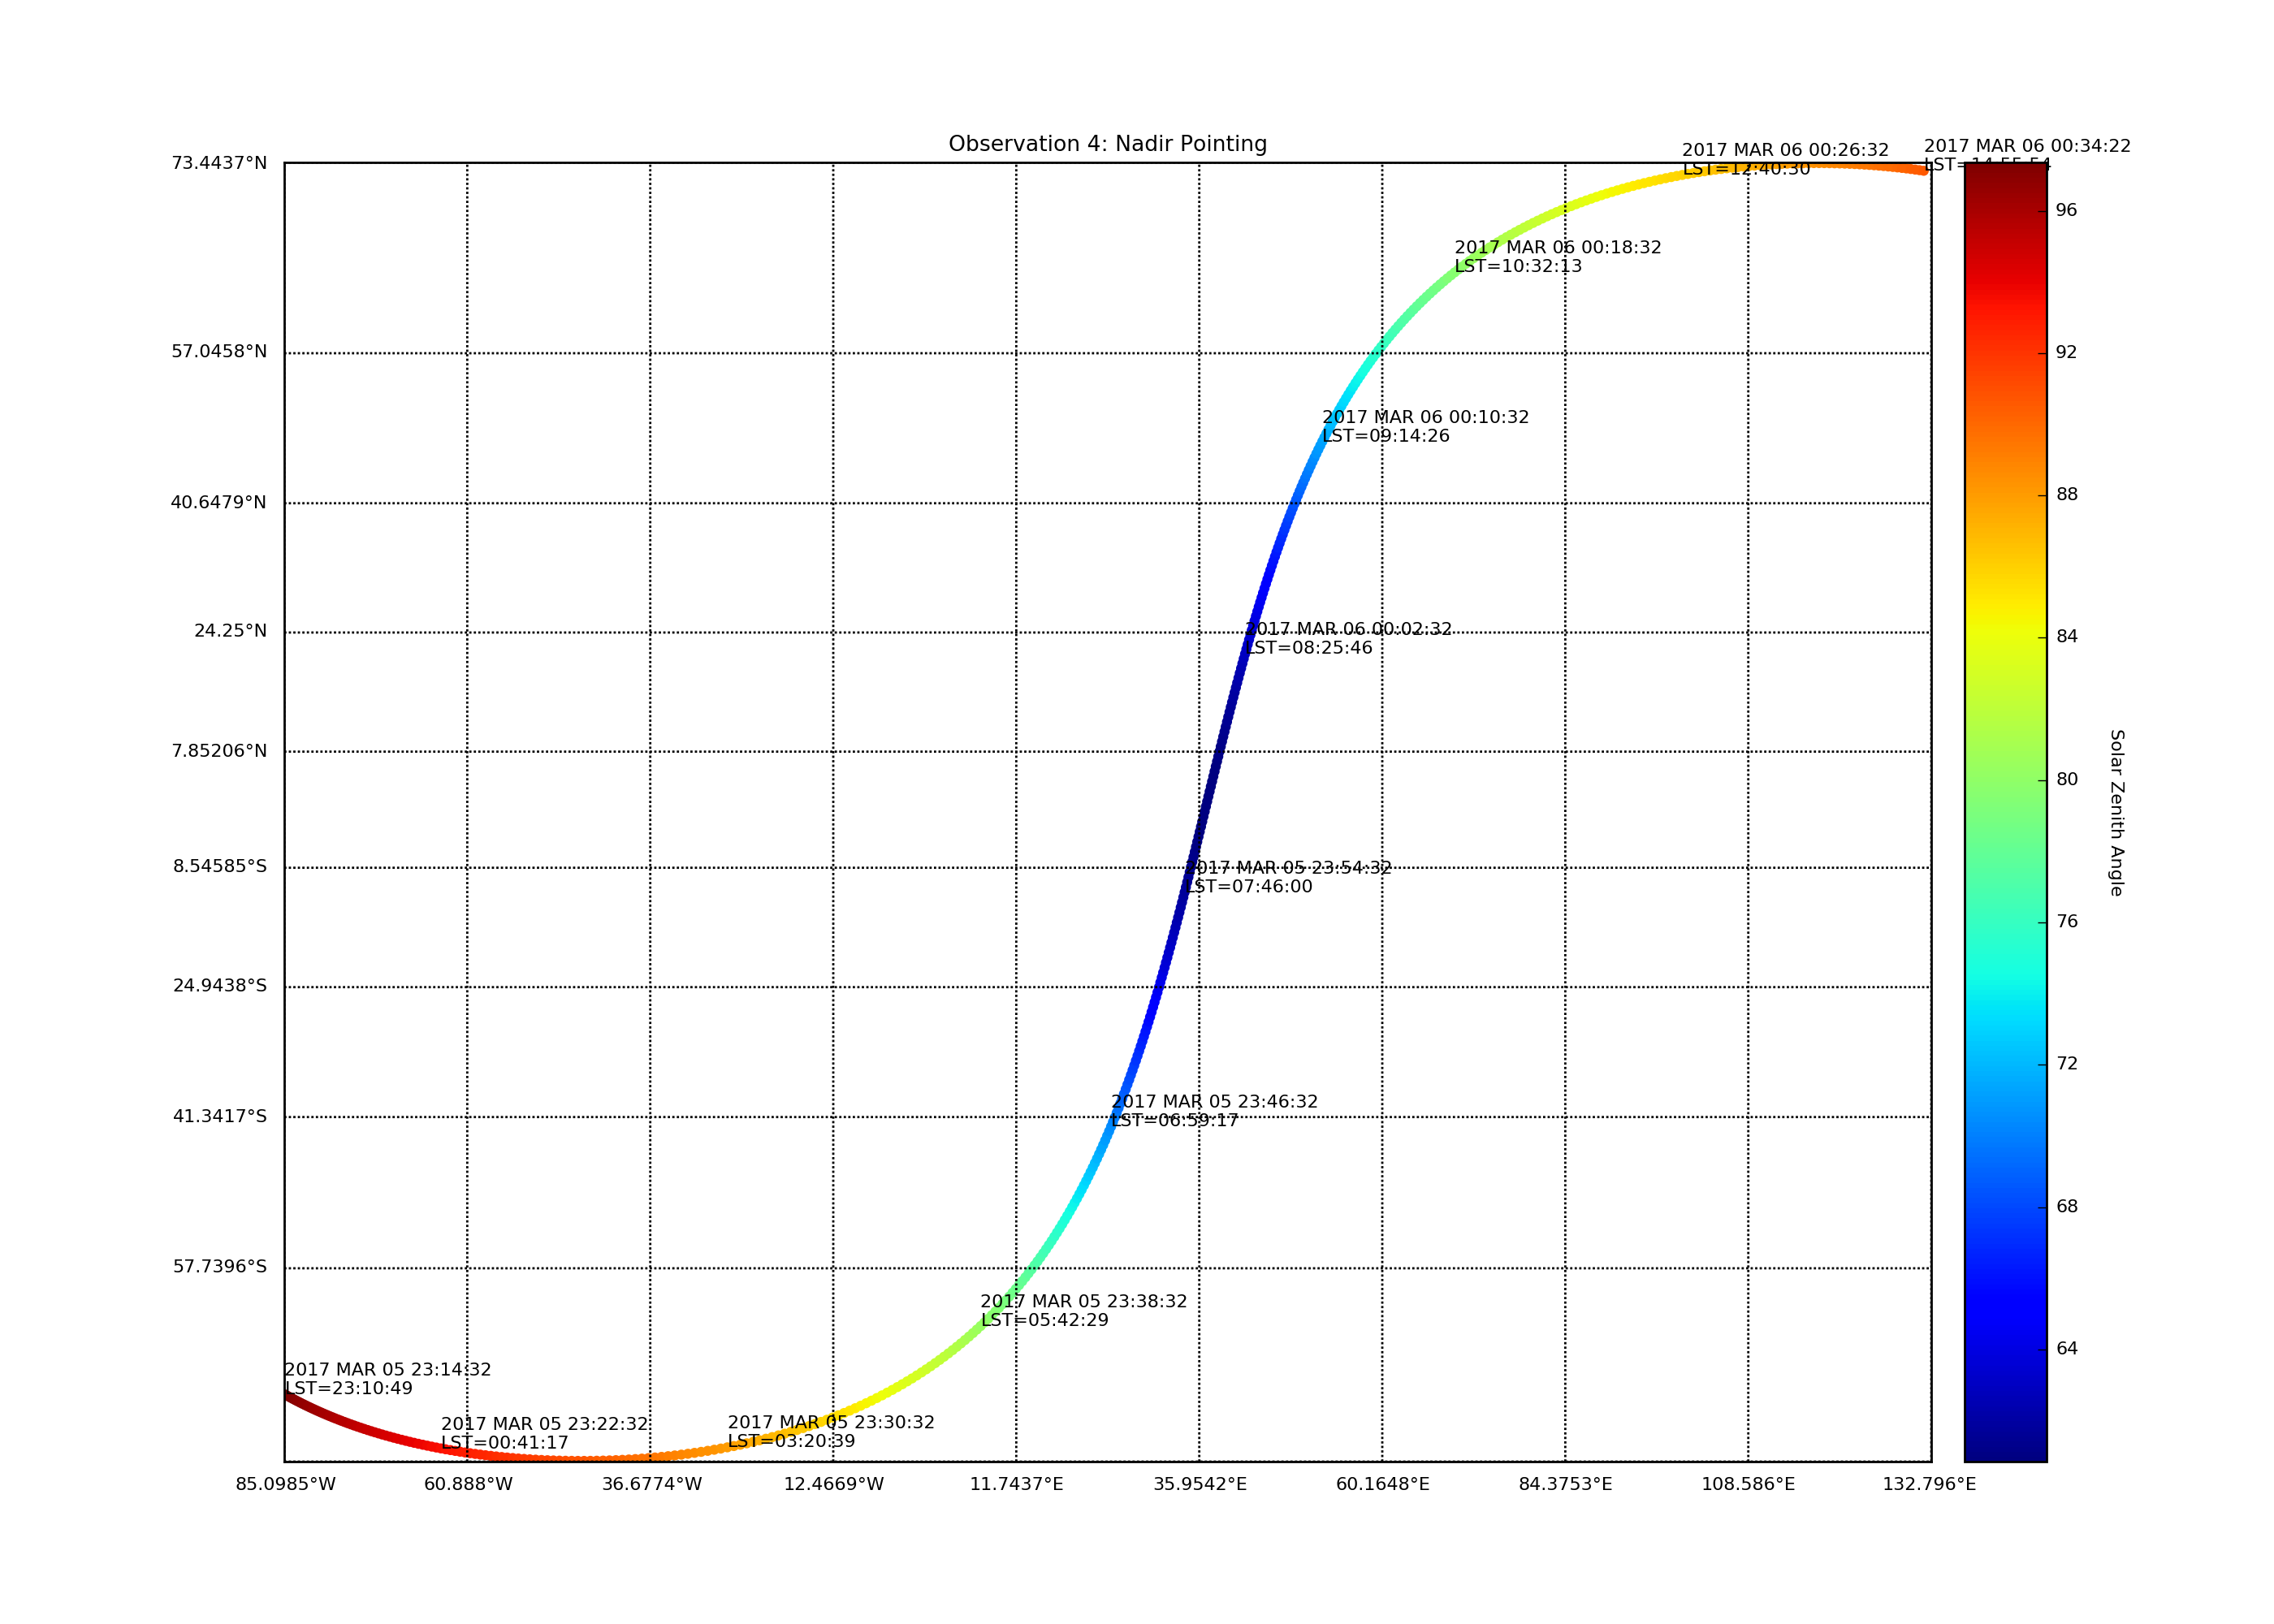 Observation 4: Nadir Pointing
73.4437°N
57.0458°N
40.6479°N
24.25°N
7.85206°N
8.54585°S
24.9438°S
41.3417°S
57.7396°S
2017 MAR 06 00:26:32
LST=12:40:30
2017 MAR 06 00:34:22
LST=14:55:54
2017 MAR 06 00:18:32
LST=10:32:13
2017 MAR 06 00:10:32
LST=09:14:26
2017 MAR 06 00:02:32
LST=08:25:46
2017 MAR 05 23:54:32
LST=07:46:00
2017 MAR 05 23:46:32
LST=06:59:17
2017 MAR 05 23:38:32
LST=05:42:29
2017 MAR 05 23:14:32
LST=23:10:49
2017 MAR 05 23:22:32
LST=00:41:17
2017 MAR 05 23:30:32
LST=03:20:39
85.0985°W
60.888°W
36.6774°W
12.4669°W
11.7437°E
35.9542°E
60.1648°E
84.3753°E
108.586°E
132.796°E
96
92
88
84
80
76
72
68
64
Solar Zenith Angle